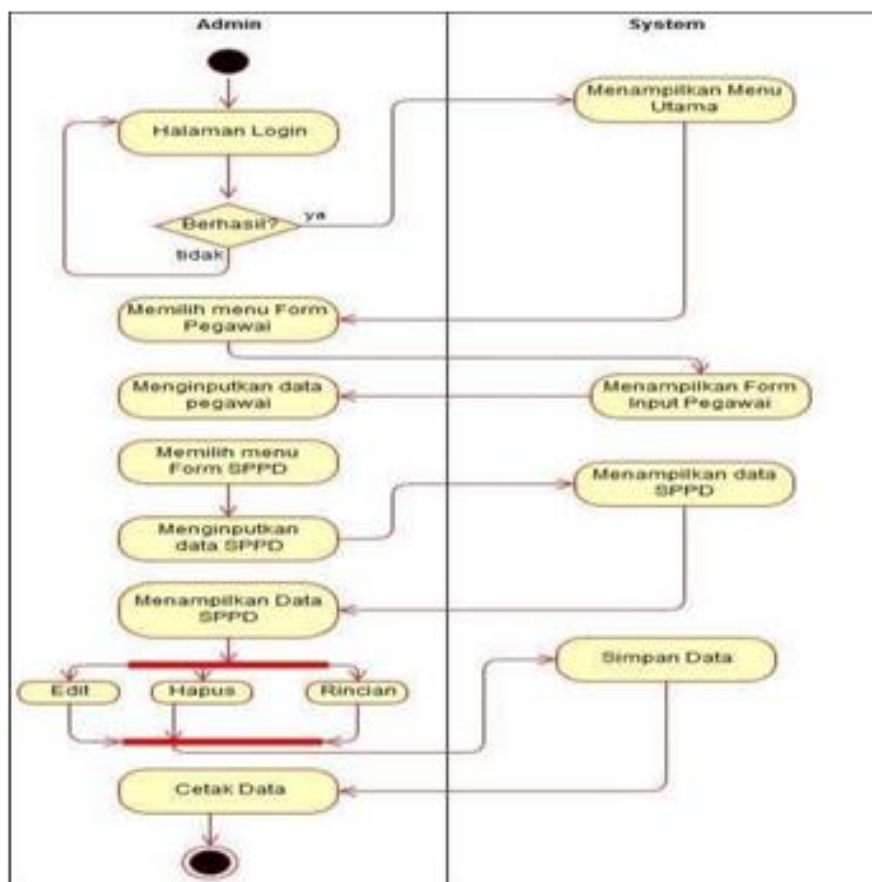 Admin
System
Menampilkan Menu
Utama
Halaman Login
Berhasil?
ya
tidak
Memilih menu Form
Pegawai
Menginputkan data
pegawai
Menampilkan Form
Input Pegawai
Memilih menu
Form SPPD
Menampilkan data
SPPD
Menginputkan
data SPPD
Menampilkan Data
SPPD
Simpan Data
Edit
Hapus
Rincian
Cetak Data